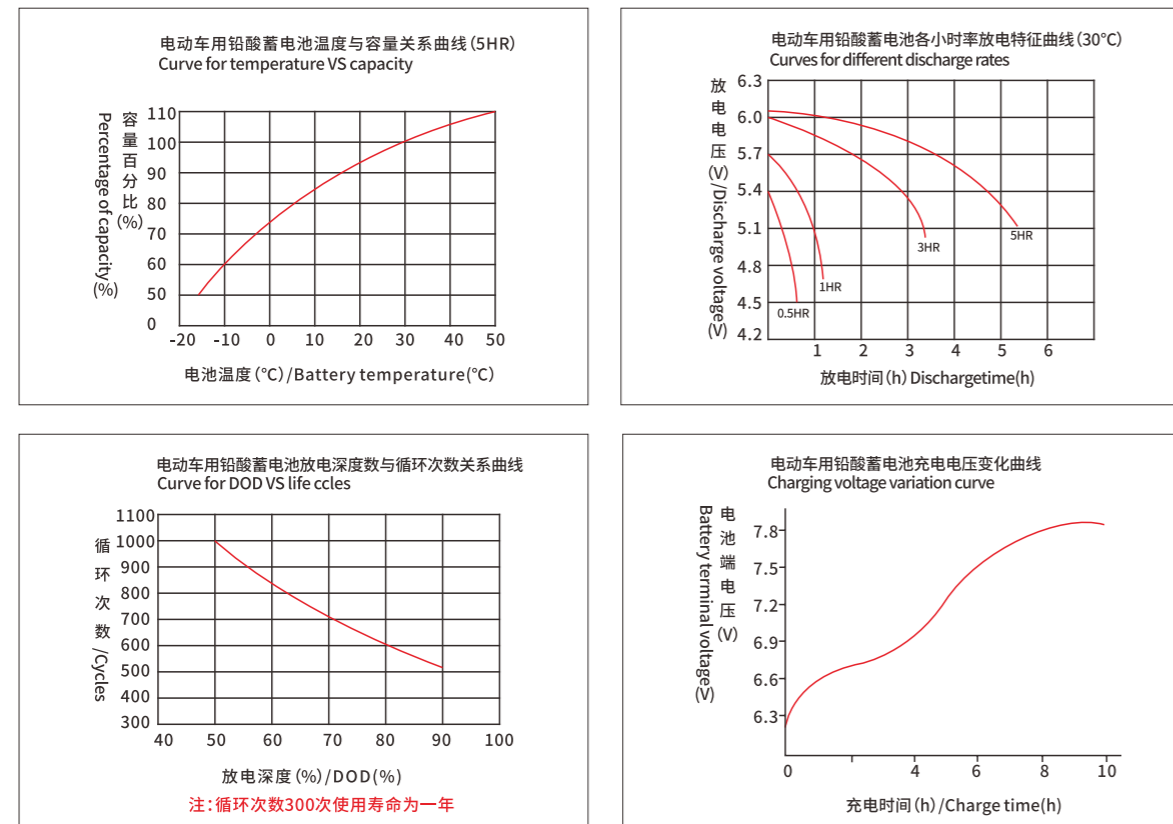 电动车用铅酸蓄电池温度与容量关系曲线(5HR)
Curve for temperature VS capacity
容量百分比(%)
Percentage of capacity(%)
110
100
90
80
70
60
50
0
-20 -10 0 10 20 30 40 50
电池温度(℃)/Battery temperature(℃)
电动车用铅酸蓄电池各小时率放电特征曲线(30℃)
Curves for different discharge rates
放电电压(V)/Discharge voltage(V)
6.3
6.0
5.7
5.4
5.1
4.8
4.5
4.2
5HR
3HR
1HR
0.5HR
1 2 3 4 5 6
放电时间(h) Dischargetime(h)
电动车用铅酸蓄电池放电深度数与循环次数关系曲线
Curve for DOD VS life ccles
循环次数/Cycles
1100
1000
900
800
700
600
500
400
300
40 50 60 70 80 90 100
放电深度(%)/DOD(%)
注:循环次数300次使用寿命为一年
电动车用铅酸蓄电池充电电压变化曲线
Charging voltage variation curve
电池端电压(V)
Battery terminal voltage(V)
7.8
7.5
7.2
6.9
6.6
6.3
0 2 4 6 8 10
充电时间(h)/Charge time(h)